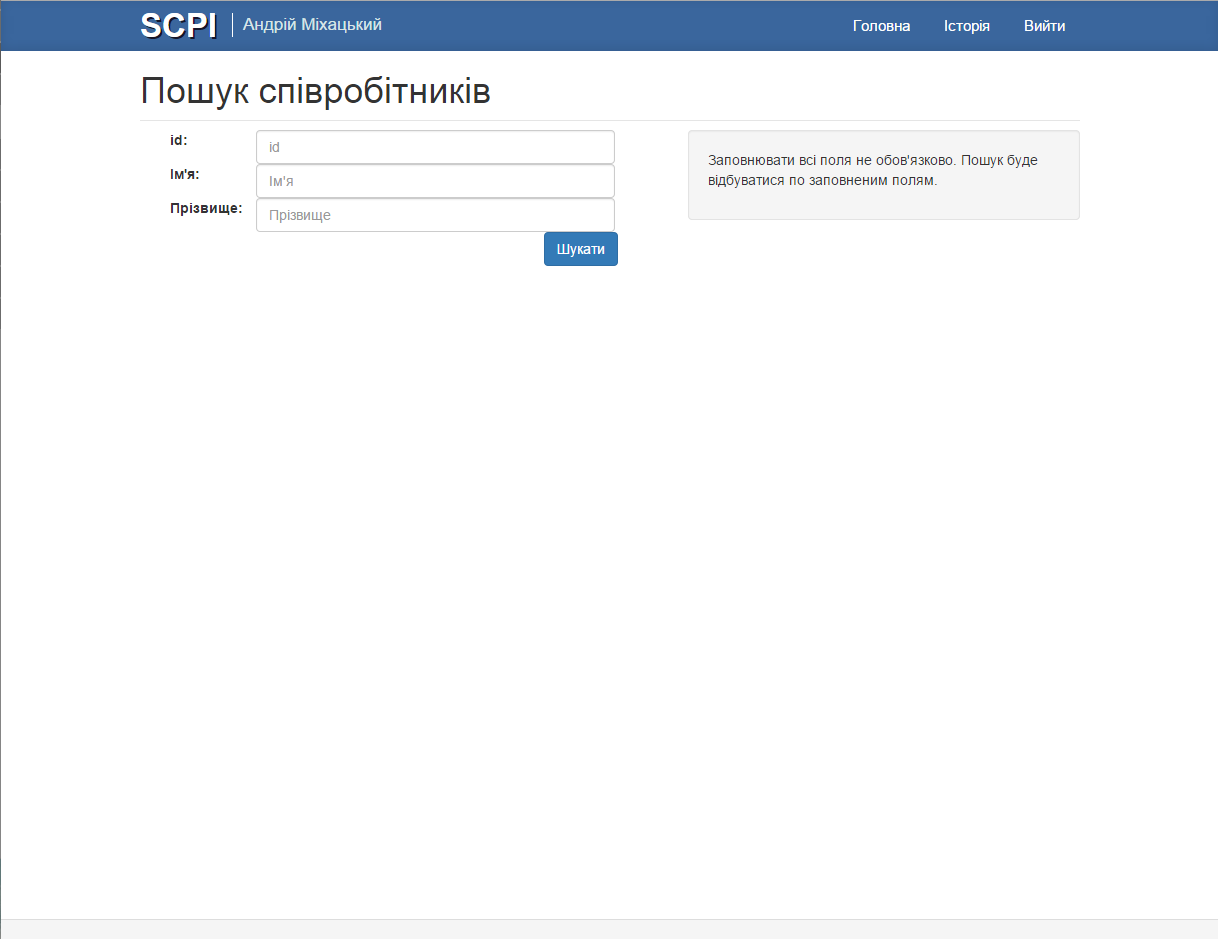 SCPI Андрій Міхацький Головна Історія Вийти
Пошук співробітників
id: id
Ім'я: Ім'я
Прізвище: Прізвище
Шукати
Заповнювати всі поля не обов'язково. Пошук буде
відбуватися по заповненим полям.